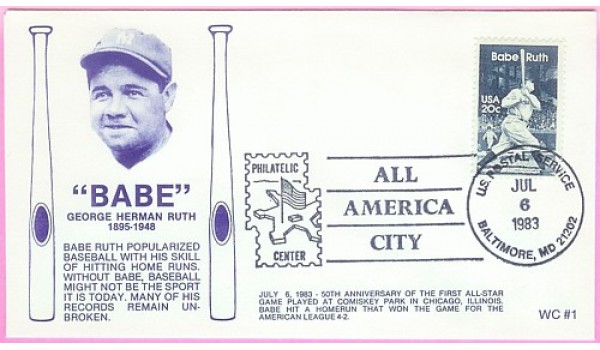 "BABE"
GEORGE HERMAN RUTH
1895-1948
BABE RUTH POPULARIZED
BASEBALL WITH HIS SKILL
OF HITTING HOME RUNS.
WITHOUT BABE, BASEBALL
MIGHT NOT BE THE SPORT
IT IS TODAY. MANY OF HIS
RECORDS REMAIN UN-
BROKEN.
PHILATELIC
CENTER
ALL
AMERICA
CITY
Babe Ruth
USA
20c
U.S. POSTAL SERVICE
JUL
6
1983
BALTIMORE, MD 21202
JULY 6, 1983 - 50TH ANNIVERSARY OF THE FIRST ALL-STAR
GAME PLAYED AT COMISKEY PARK IN CHICAGO, ILLINOIS.
BABE HIT A HOMERUN THAT WON THE GAME FOR THE
AMERICAN LEAGUE 4-2.
WC #1